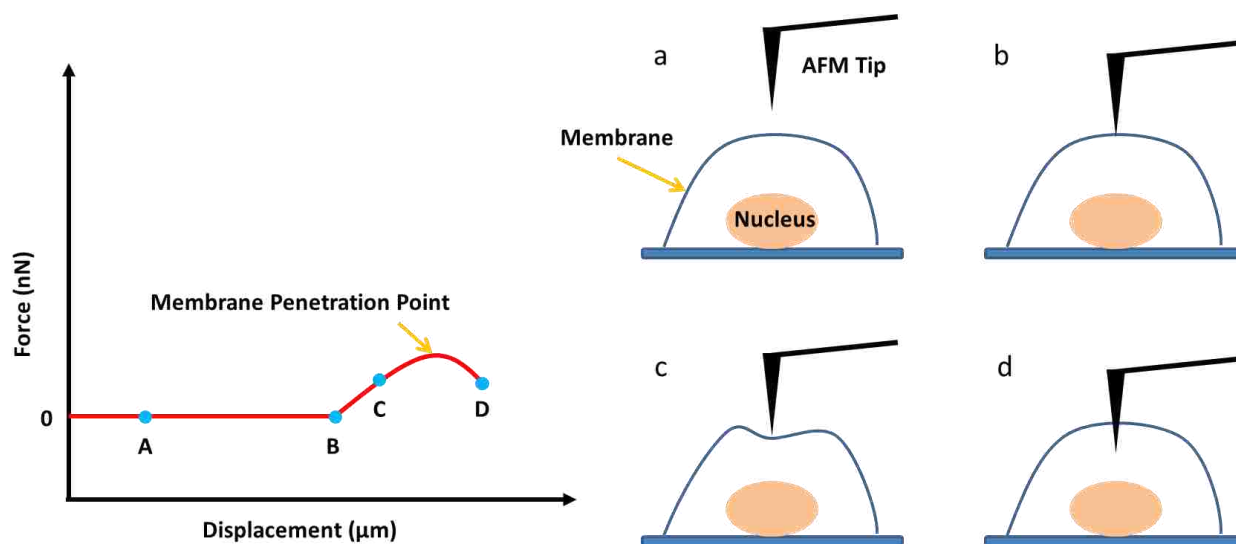 Force (nN)
0
Membrane Penetration Point
A
B
C
D
Displacement (µm)
a
AFM Tip
Membrane
Nucleus
b
c
d